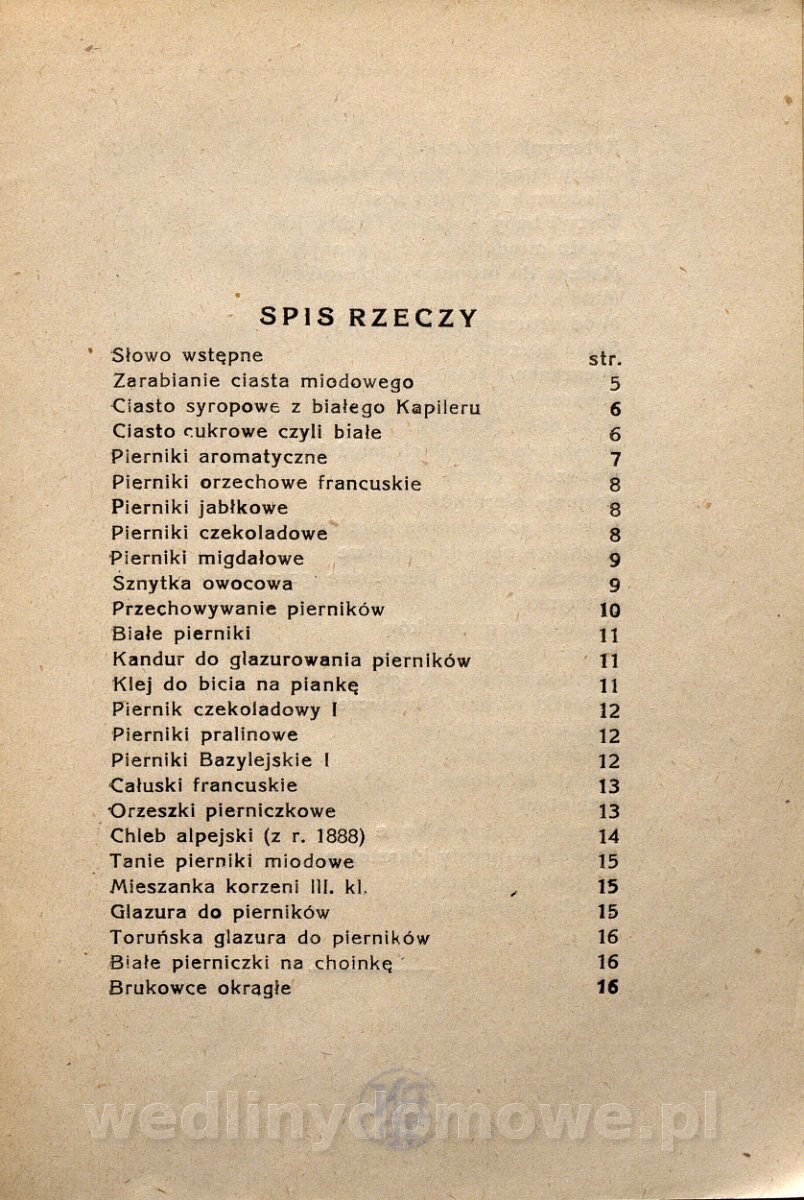 SPIS RZECZY
Słowo wstępne str.
Zarabianie ciasta miodowego 5
Ciasto syropowe z białego Kapileru 6
Ciasto cukrowe czyli białe 6
Pierniki aromatyczne 7
Pierniki orzechowe francuskie 8
Pierniki jabłkowe 8
Pierniki czekoladowe 8
Pierniki migdałowe 9
Sznytka owocowa 9
Przechowywanie pierników 10
Białe pierniki 11
Kandur do glazurowania pierników 11
Klej do bicia na piankę 11
Piernik czekoladowy I 12
Pierniki pralinowe 12
Pierniki Bazylejskie I 12
Całuski francuskie 13
Orzeszki pierniczkowe 13
Chleb alpejski (z r. 1888) 14
Tanie pierniki miodowe 15
Mieszanka korzeni III. kl. 15
Glazura do pierników 15
Toruńska glazura do pierników 16
Białe pierniczki na choinkę 16
Brukowce okrągłe 16
wedlinydomowe.pl